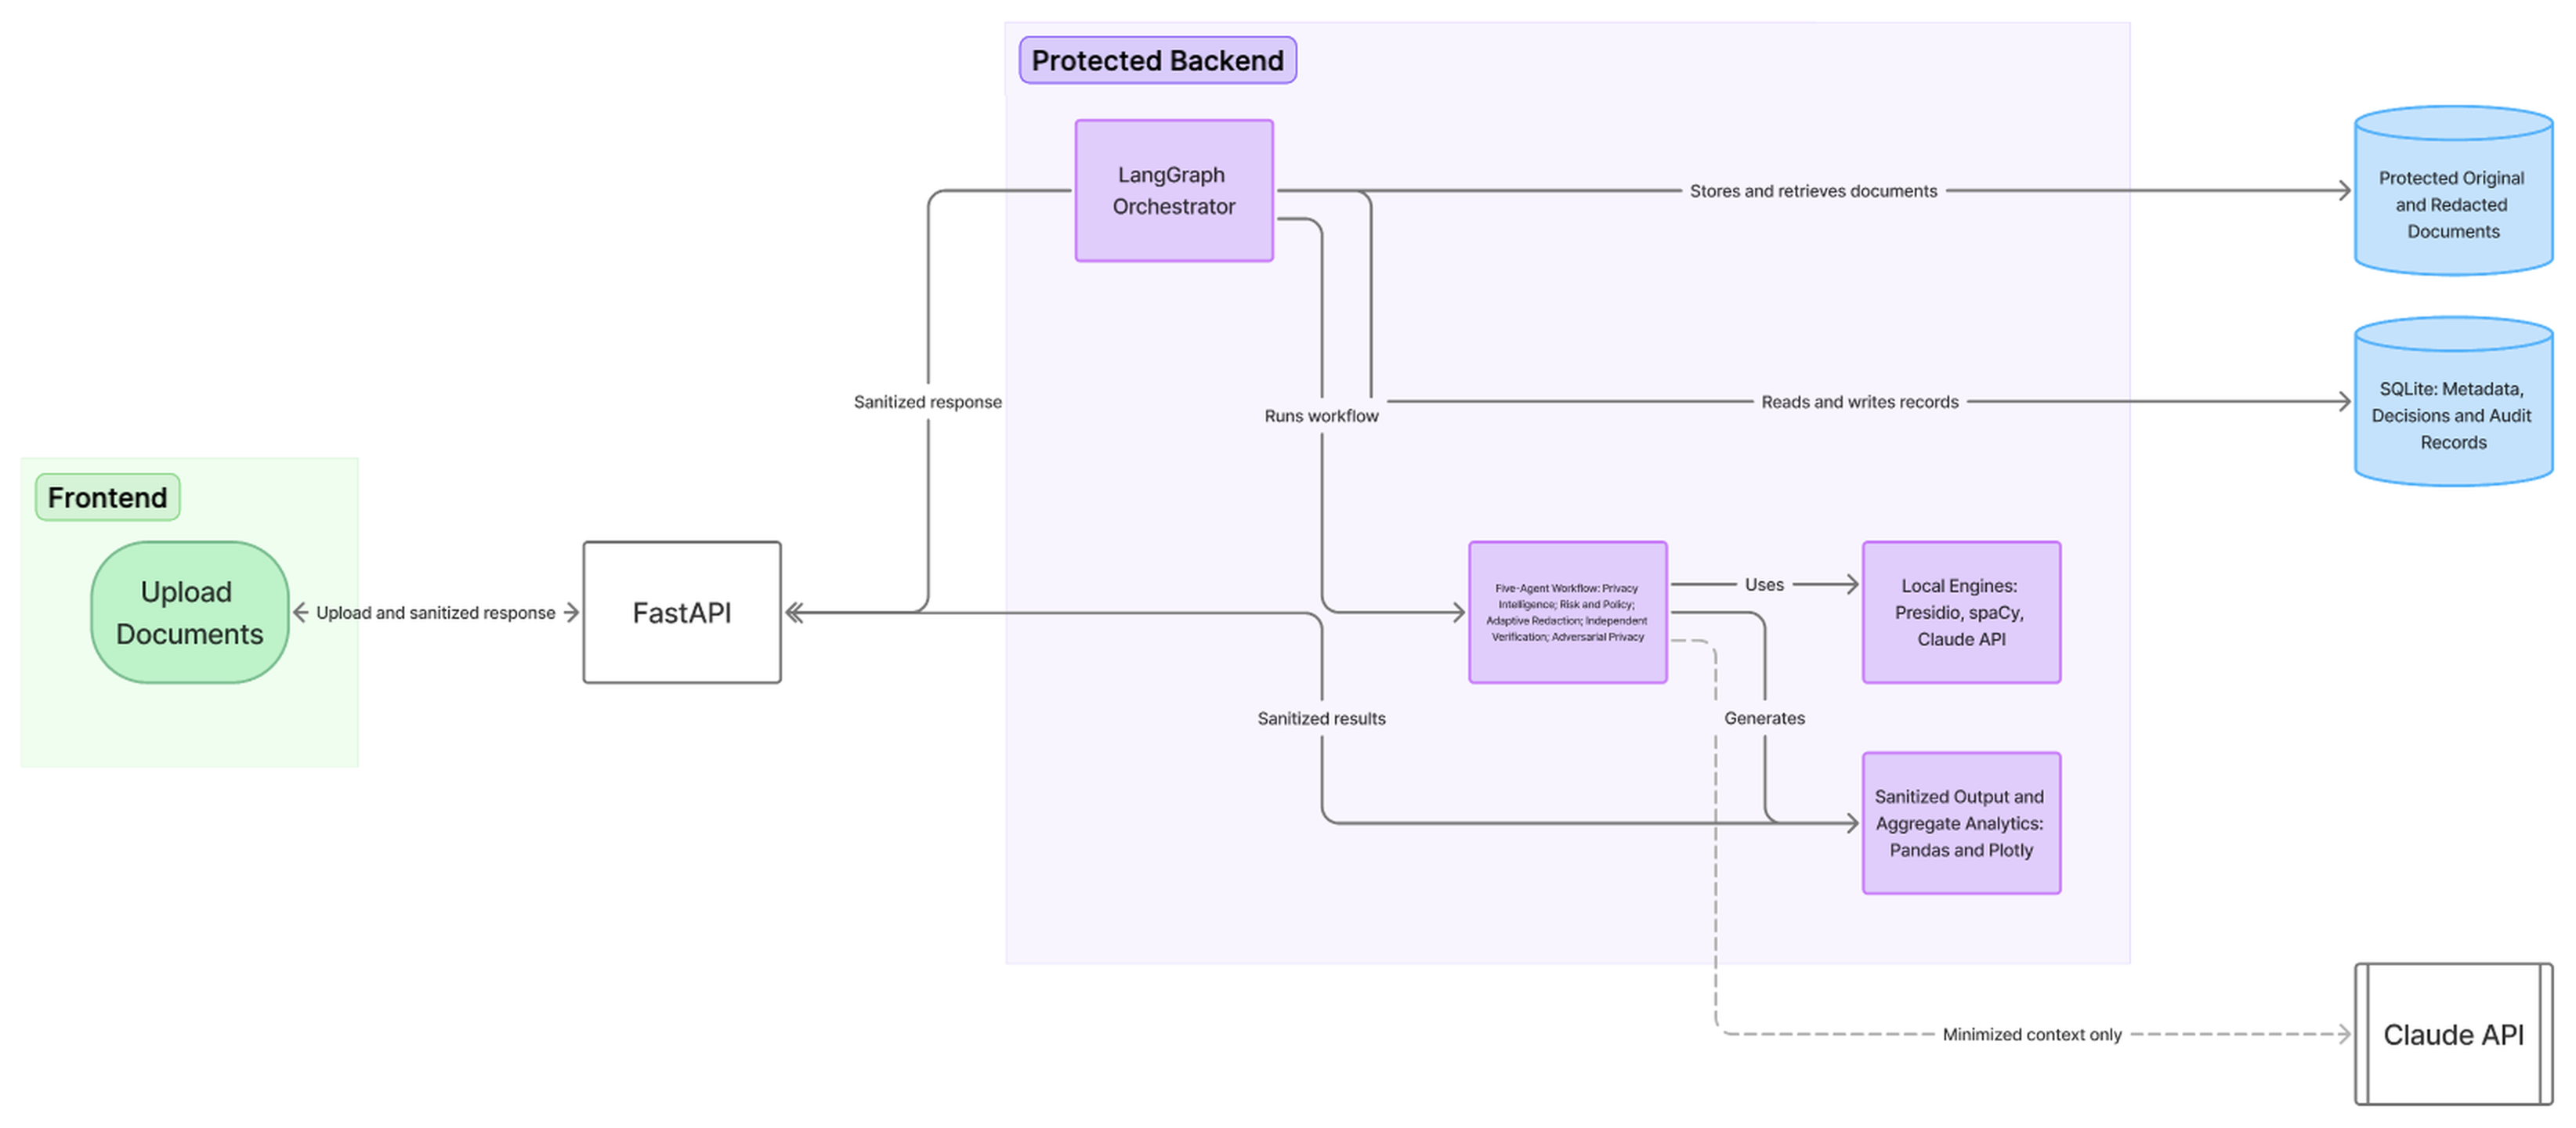 Protected Backend
LangGraph
Orchestrator
Stores and retrieves documents
Protected Original
and Redacted
Documents
Sanitized response
Runs workflow
Reads and writes records
SQLite: Metadata,
Decisions and Audit
Records
Frontend
Upload
Documents
Upload and sanitized response
FastAPI
Five-Agent Workflow: Privacy
Intelligence; Risk and Policy;
Adaptive Redaction; Independent
Verification; Adversarial Privacy
Uses
Local Engines:
Presidio, spaCy,
Claude API
Sanitized results
Generates
Sanitized Output and
Aggregate Analytics:
Pandas and Plotly
Minimized context only
Claude API